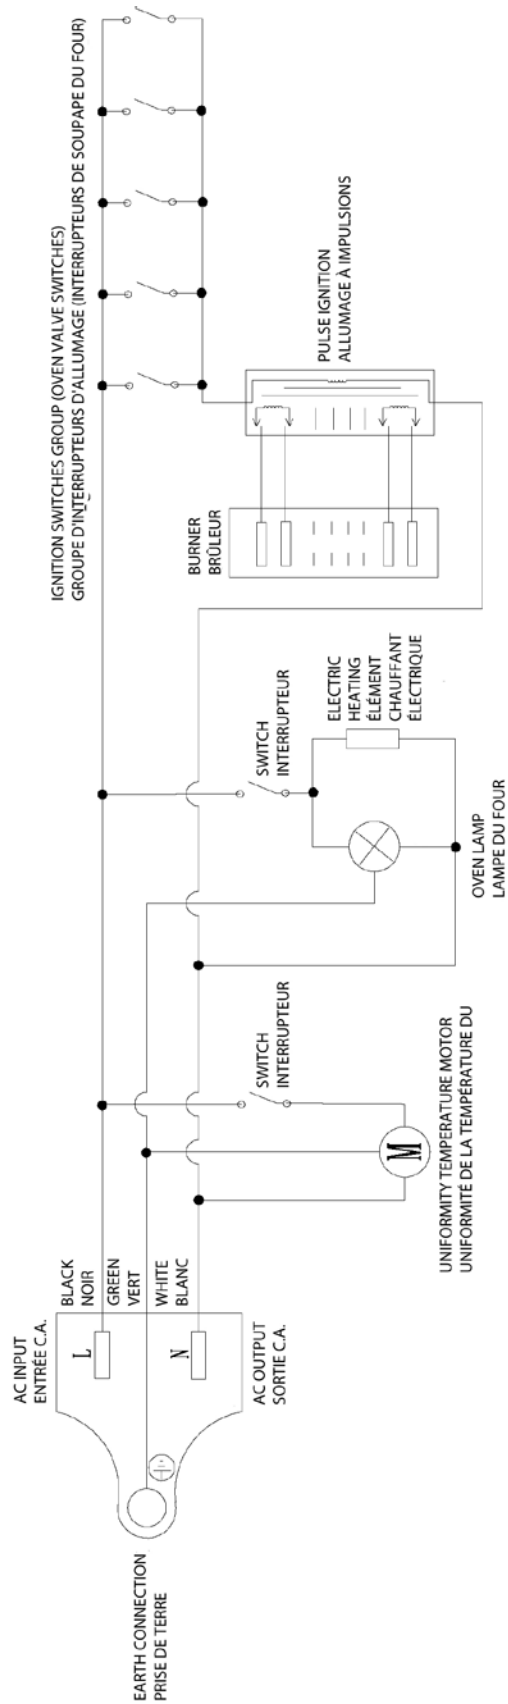 EARTH CONNECTION
PRISE DE TERRE
AC INPUT
ENTRÉE C.A.
L
N
AC OUTPUT
SORTIE C.A.
BLACK
NOIR
GREEN
VERT
WHITE
BLANC
M
UNIFORMITY TEMPERATURE MOTOR
UNIFORMITÉ DE LA TEMPÉRATURE DU
SWITCH
INTERRUPTEUR
OVEN LAMP
LAMPE DU FOUR
SWITCH
INTERRUPTEUR
ELECTRIC
HEATING
ÉLÉMENT
CHAUFFANT
ÉLECTRIQUE
BURNER
BRÛLEUR
PULSE IGNITION
ALLUMAGE À IMPULSIONS
IGNITION SWITCHES GROUP (OVEN VALVE SWITCHES)
GROUPE D'INTERRUPTEURS D'ALLUMAGE (INTERRUPTEURS DE SOUPAPE DU FOUR)